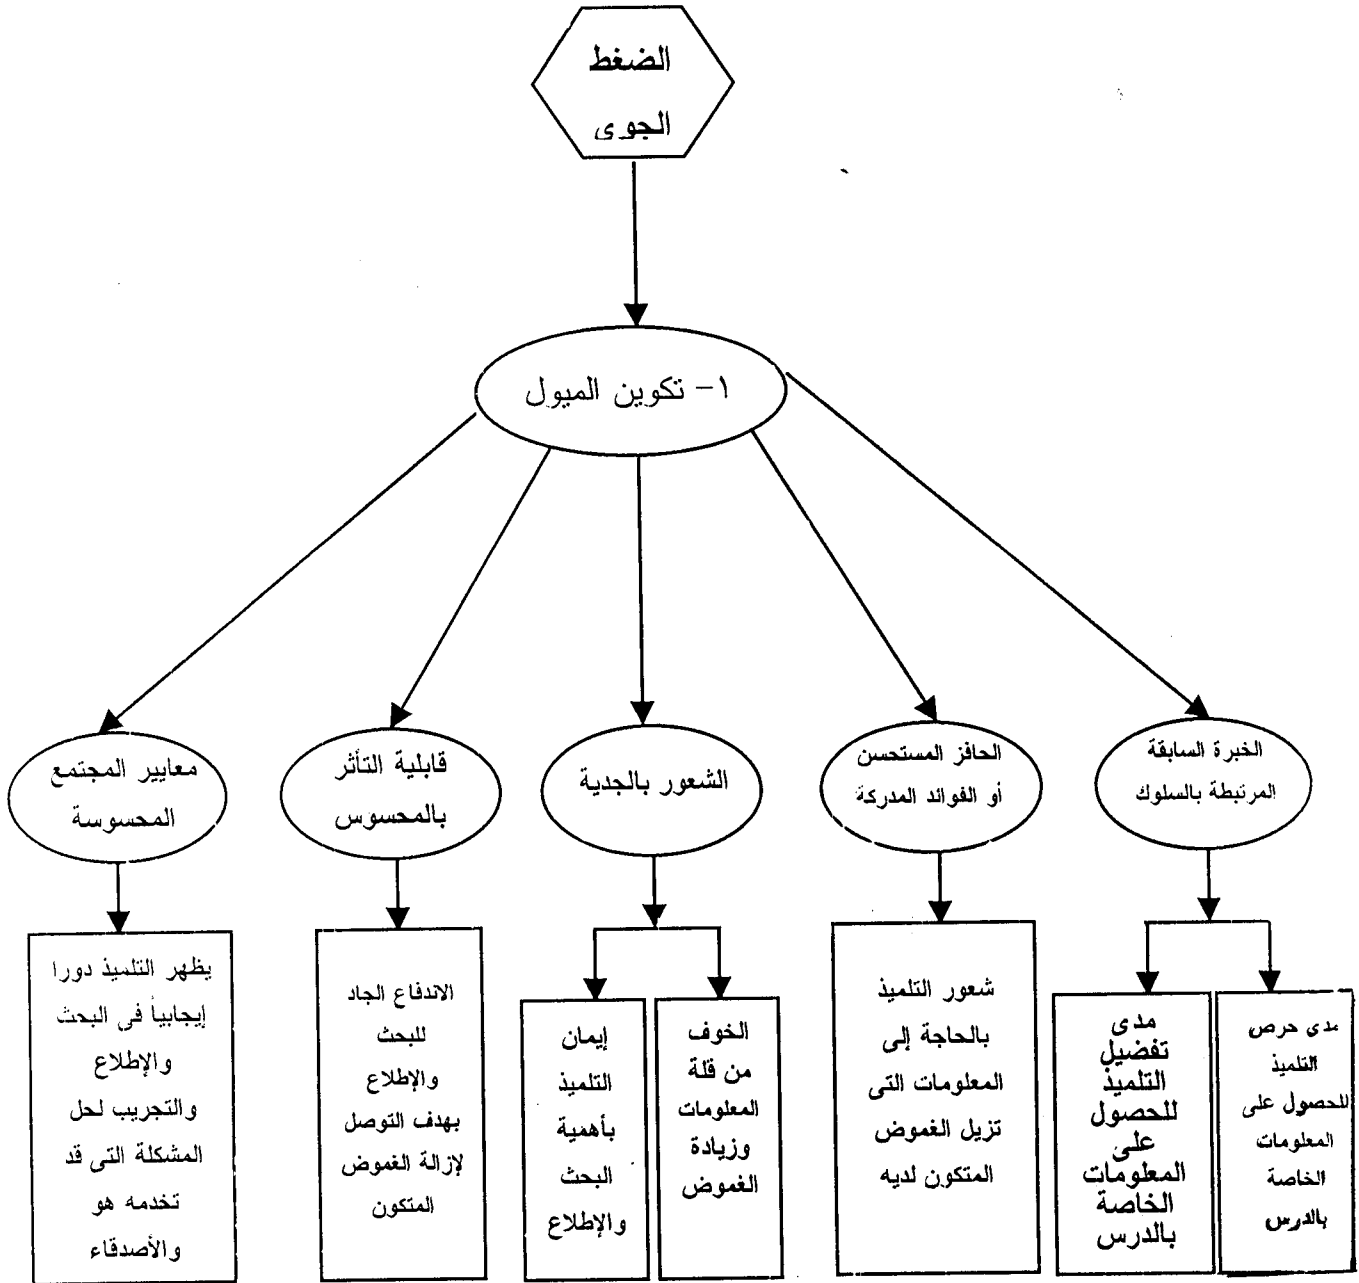 الضغط
الجوى
١- تكوين الميول
الخبرة السابقة
المرتبطة بالسلوك
الحافز المستحسن
أو الفوائد المدركة
الشعور بالجدية
قابلية التأثر
بالمحسوس
معايير المجتمع
المحسوسة
مدى حرص
التلميذ
للحصول على
المعلومات
الخاصة
بالدرس
مدى
تفضيل
التلميذ
للحصول
على
المعلومات
الخاصة
بالدرس
شعور التلميذ
بالحاجة إلى
المعلومات التى
تزيل الغموض
المتكون لديه
الخوف
من قلة
المعلومات
وزيادة
الغموض
إيمان
التلميذ
بأهمية
البحث
والإطلاع
الاندفاع الجاد
للبحث
والإطلاع
بهدف التوصل
لإزالة الغموض
المتكون
يظهر التلميذ دورا
إيجابياً فى البحث
والإطلاع
والتجريب لحل
المشكلة التى قد
تخدمه هو
والأصدقاء